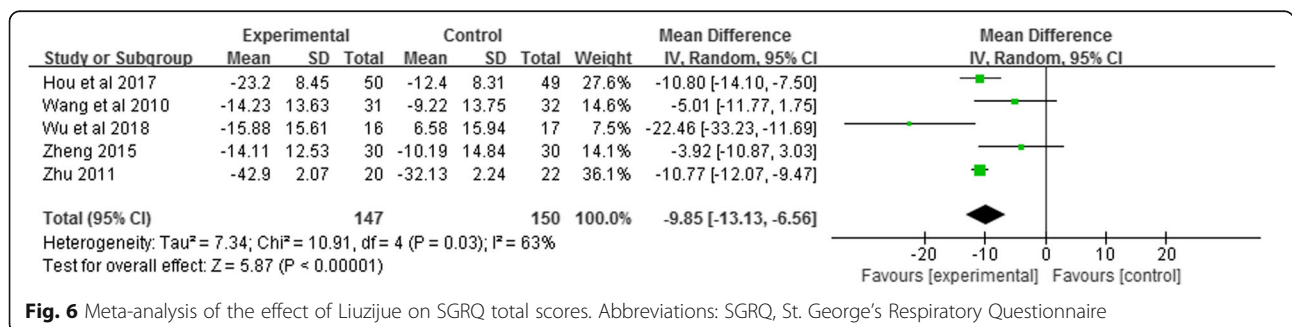 Experimental Control Mean Difference Mean Difference
Study or Subgroup Mean SD Total Mean SD Total Weight IV, Random, 95% CI IV, Random, 95% CI
Hou et al 2017 -23.2 8.45 50 -12.4 8.31 49 27.6% -10.80 [-14.10, -7.50]
Wang et al 2010 -14.23 13.63 31 -9.22 13.75 32 14.6% -5.01 [-11.77, 1.75]
Wu et al 2018 -15.88 15.61 16 6.58 15.94 17 7.5% -22.46 [-33.23, -11.69]
Zheng 2015 -14.11 12.53 30 -10.19 14.84 30 14.1% -3.92 [-10.87, 3.03]
Zhu 2011 -42.9 2.07 20 -32.13 2.24 22 36.1% -10.77 [-12.07, -9.47]
Total (95% CI) 147 150 100.0% -9.85 [-13.13, -6.56]
Heterogeneity: Tau² = 7.34; Chi² = 10.91, df = 4 (P = 0.03); I² = 63%
Test for overall effect: Z = 5.87 (P < 0.00001)
-20 -10 0 10 20
Favours [experimental] Favours [control]
Fig. 6 Meta-analysis of the effect of Liuzijue on SGRQ total scores. Abbreviations: SGRQ, St. George's Respiratory Questionnaire